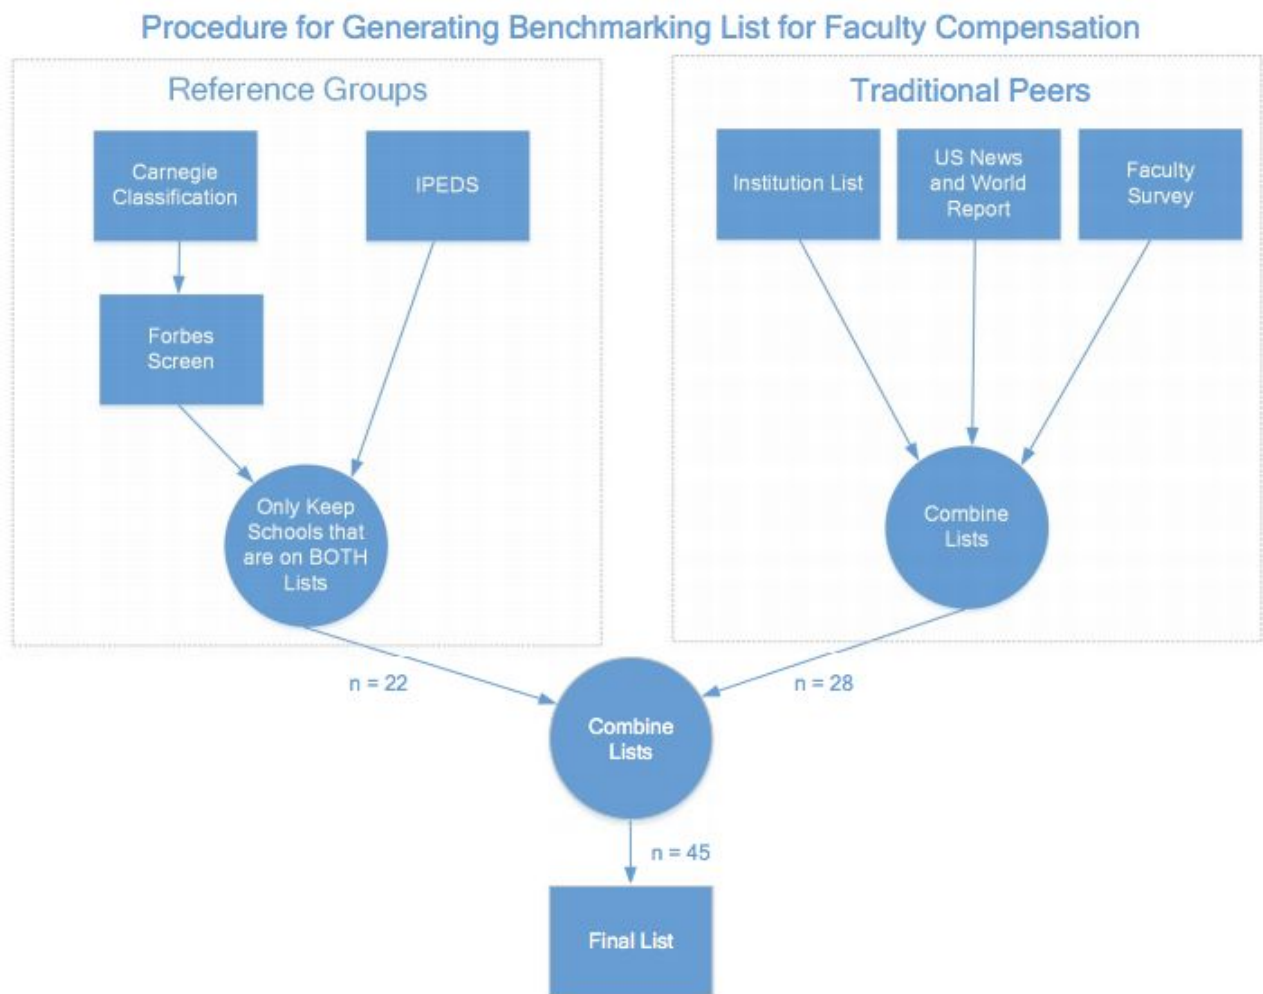 Procedure for Generating Benchmarking List for Faculty Compensation
Reference Groups
Carnegie
Classification
IPEDS
Forbes
Screen
Only Keep
Schools that
are on BOTH
Lists
Traditional Peers
Institution List
US News
and World
Report
Faculty
Survey
Combine
Lists
n = 22
n = 28
Combine
Lists
n = 45
Final List